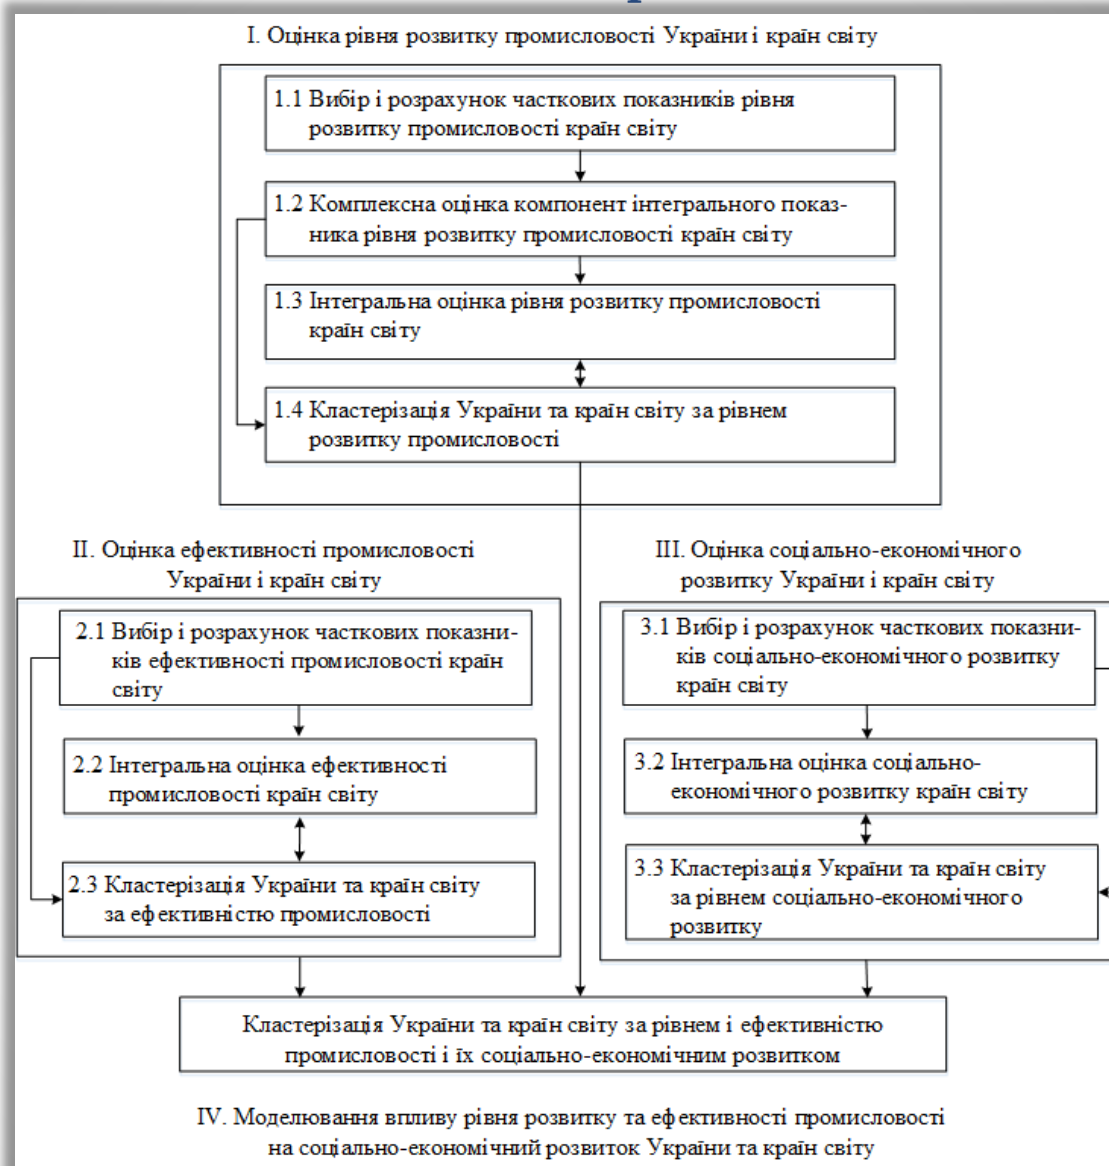 I. Оцінка рівня розвитку промисловості України і країн світу
1.1 Вибір і розрахунок часткових показників рівня
розвитку промисловості країн світу
1.2 Комплексна оцінка компонент інтегрального показ-
ника рівня розвитку промисловості країн світу
1.3 Інтегральна оцінка рівня розвитку промисловості
країн світу
1.4 Кластерізація України та країн світу за рівнем
розвитку промисловості
II. Оцінка ефективності промисловості
України і країн світу
2.1 Вибір і розрахунок часткових показни-
ків ефективності промисловості країн
світу
2.2 Інтегральна оцінка ефективності
промисловості країн світу
2.3 Кластерізація України та країн світу
за ефективністю промисловості
III. Оцінка соціально-економічного
розвитку України і країн світу
3.1 Вибір і розрахунок часткових показни-
ків соціально-економічного розвитку
країн світу
3.2 Інтегральна оцінка соціально-
економічного розвитку країн світу
3.3 Кластерізація України та країн світу
за рівнем соціально-економічного
розвитку
Кластерізація України та країн світу за рівнем і ефективністю
промисловості і їх соціально-економічним розвитком
IV. Моделювання впливу рівня розвитку та ефективності промисловості
на соціально-економічний розвиток України та країн світу